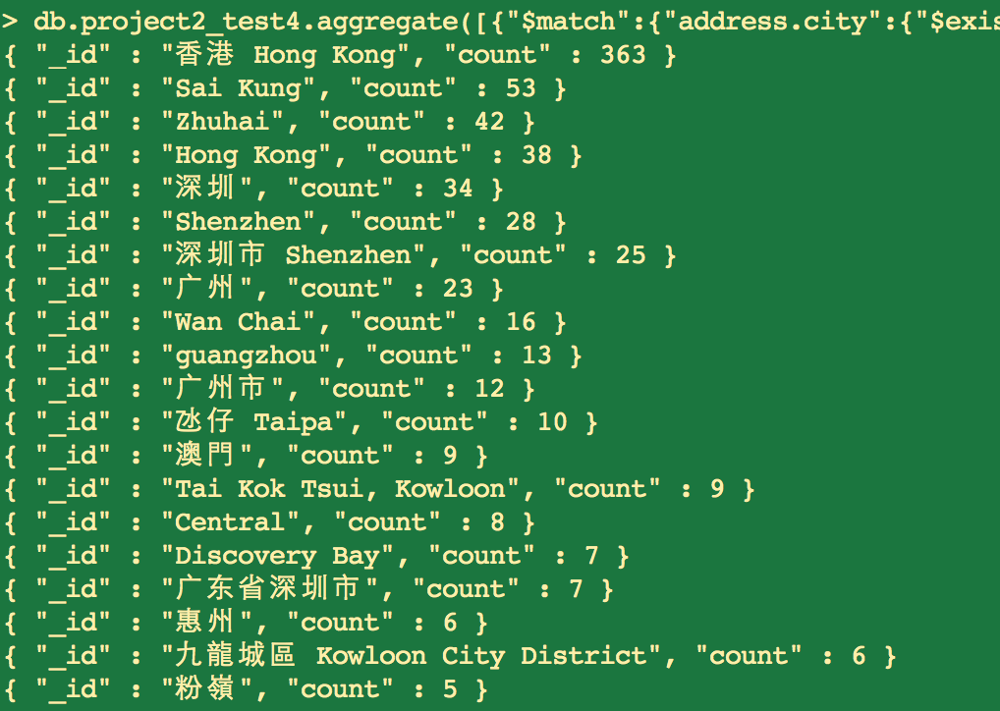 > db.project2_test4.aggregate([{"$match":{"address.city":{"$exis
{ "_id" : "香港 Hong Kong", "count" : 363 }
{ "_id" : "Sai Kung", "count" : 53 }
{ "_id" : "Zhuhai", "count" : 42 }
{ "_id" : "Hong Kong", "count" : 38 }
{ "_id" : "深圳", "count" : 34 }
{ "_id" : "Shenzhen", "count" : 28 }
{ "_id" : "深圳市 Shenzhen", "count" : 25 }
{ "_id" : "广州", "count" : 23 }
{ "_id" : "Wan Chai", "count" : 16 }
{ "_id" : "guangzhou", "count" : 13 }
{ "_id" : "广州市", "count" : 12 }
{ "_id" : "氹仔 Taipa", "count" : 10 }
{ "_id" : "澳門", "count" : 9 }
{ "_id" : "Tai Kok Tsui, Kowloon", "count" : 9 }
{ "_id" : "Central", "count" : 8 }
{ "_id" : "Discovery Bay", "count" : 7 }
{ "_id" : "广东省深圳市", "count" : 7 }
{ "_id" : "惠州", "count" : 6 }
{ "_id" : "九龍城區 Kowloon City District", "count" : 6 }
{ "_id" : "粉嶺", "count" : 5 }